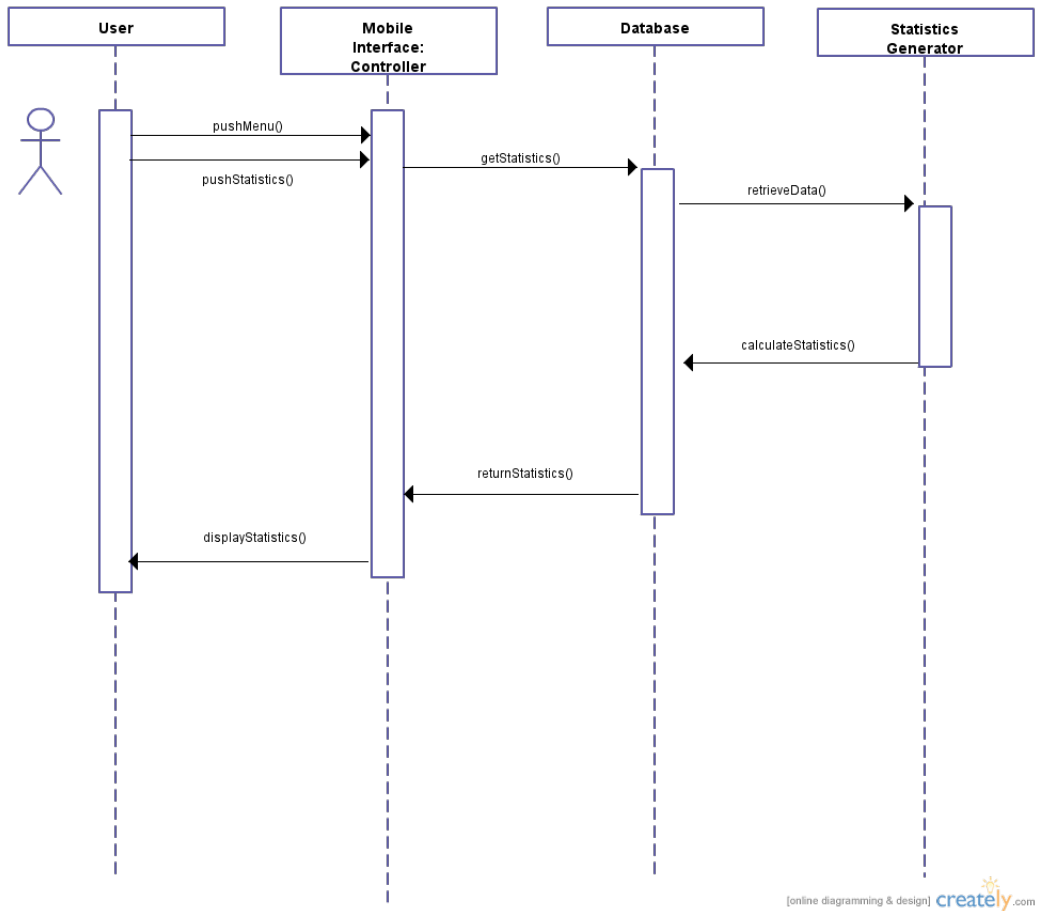 User
Mobile
Interface:
Controller
Database
Statistics
Generator
pushMenu()
pushStatistics()
getStatistics()
retrieveData()
calculateStatistics()
returnStatistics()
displayStatistics()
[online diagramming & design] creately.com